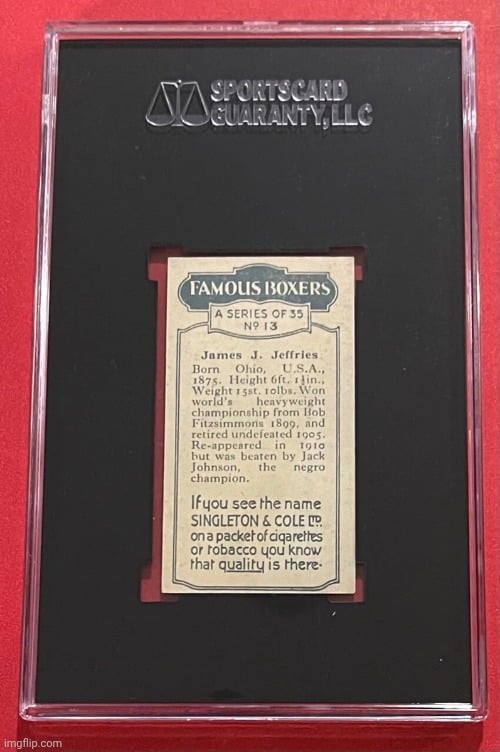 SPORTSCARD
GUARANTY, LLC
FAMOUS BOXERS
A SERIES OF 35
Nº 13
James J. Jeffries
Born Ohio, U.S.A.,
1875. Height 6ft. 1½in.,
Weight 15st. 10lbs. Won
world's heavyweight
championship from Bob
Fitzsimmons 1899, and
retired undefeated 1905.
Re-appeared in 1910
but was beaten by Jack
Johnson, the negro
champion.
If you see the name
SINGLETON & COLE LTD.
on a packet of cigarettes
or tobacco you know
that quality is there.
imgflip.com